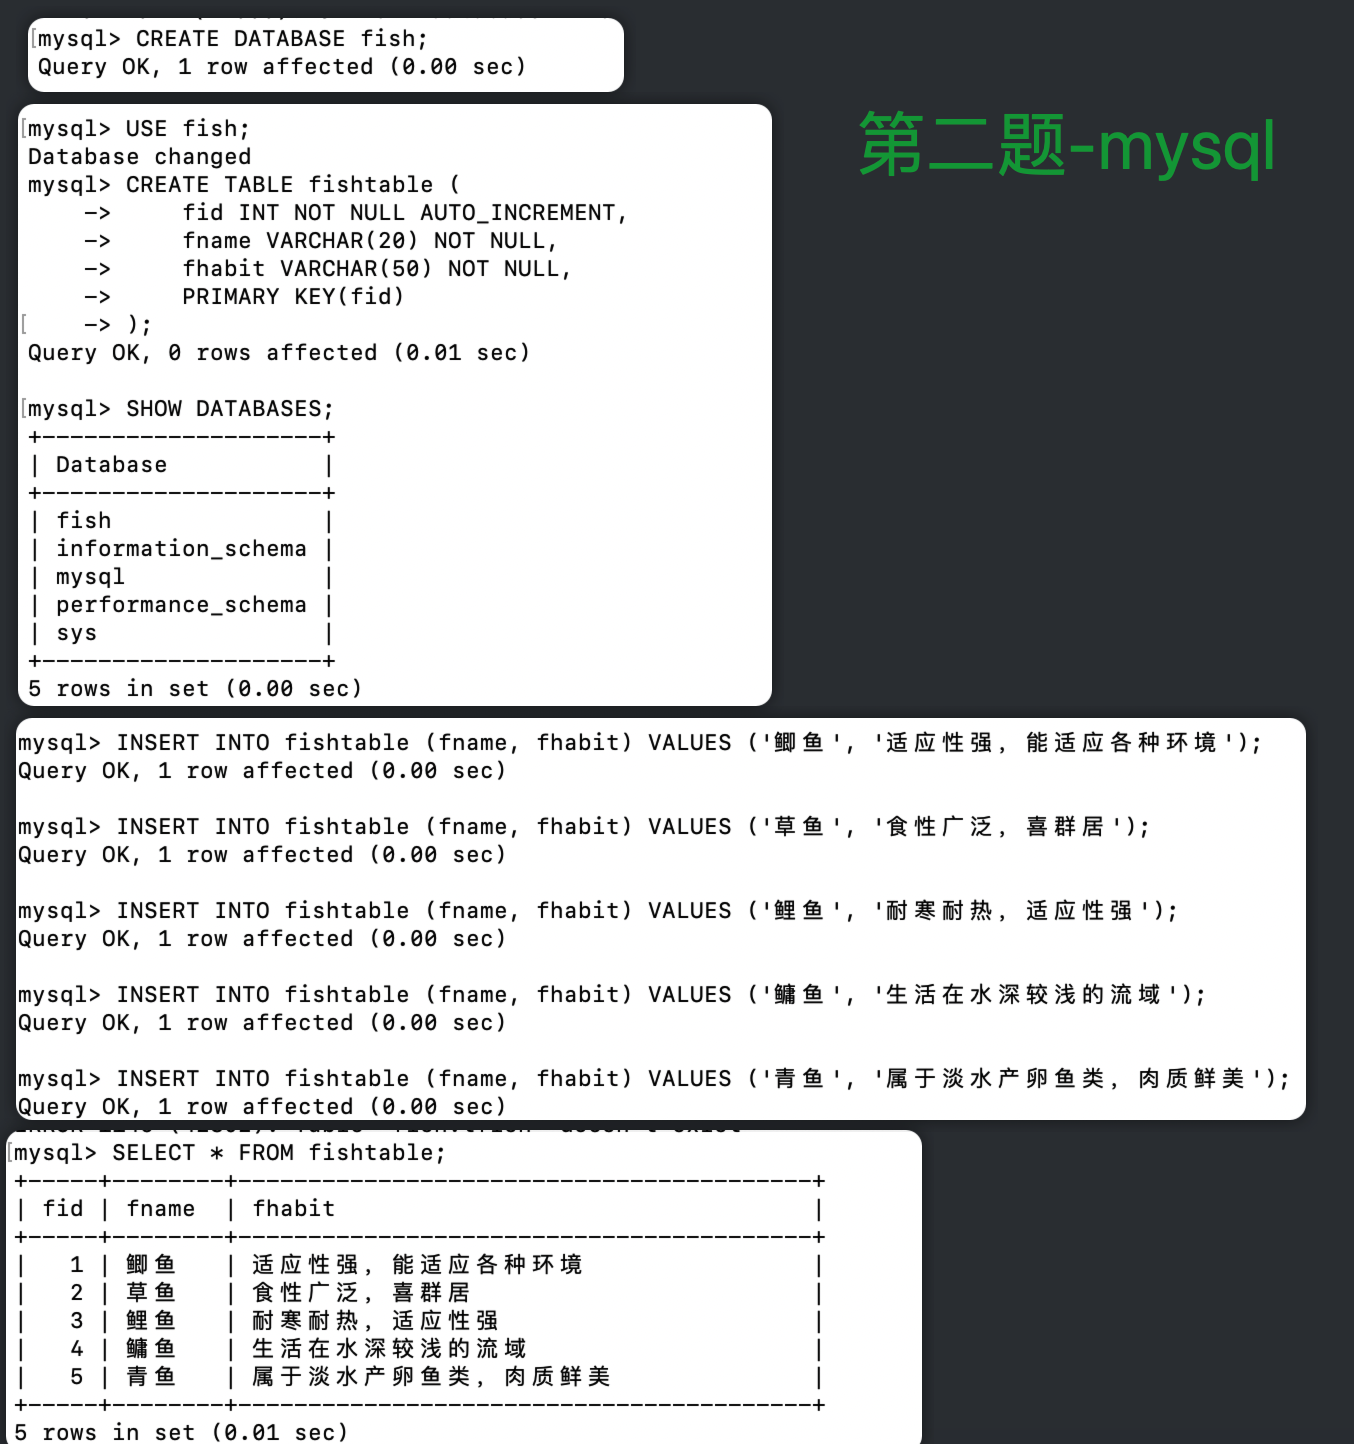 mysql> CREATE DATABASE fish;
Query OK, 1 row affected (0.00 sec)
第二题-mysql
mysql> USE fish;
Database changed
mysql> CREATE TABLE fishtable (
    ->     fid INT NOT NULL AUTO_INCREMENT,
    ->     fname VARCHAR(20) NOT NULL,
    ->     fhabit VARCHAR(50) NOT NULL,
    ->     PRIMARY KEY(fid)
    -> );
Query OK, 0 rows affected (0.01 sec)
mysql> SHOW DATABASES;
+--------------------+
| Database           |
+--------------------+
| fish               |
| information_schema |
| mysql              |
| performance_schema |
| sys                |
+--------------------+
5 rows in set (0.00 sec)
mysql> INSERT INTO fishtable (fname, fhabit) VALUES ('鲫鱼', '适应性强，能适应各种环境');
Query OK, 1 row affected (0.00 sec)
mysql> INSERT INTO fishtable (fname, fhabit) VALUES ('草鱼', '食性广泛，喜群居');
Query OK, 1 row affected (0.00 sec)
mysql> INSERT INTO fishtable (fname, fhabit) VALUES ('鲤鱼', '耐寒耐热，适应性强');
Query OK, 1 row affected (0.00 sec)
mysql> INSERT INTO fishtable (fname, fhabit) VALUES ('鳙鱼', '生活在水深较浅的流域');
Query OK, 1 row affected (0.00 sec)
mysql> INSERT INTO fishtable (fname, fhabit) VALUES ('青鱼', '属于淡水产卵鱼类，肉质鲜美');
Query OK, 1 row affected (0.00 sec)
mysql> SELECT * FROM fishtable;
+-----+--------+-----------------------------------------+
| fid | fname  | fhabit                                  |
+-----+--------+-----------------------------------------+
|   1 | 鲫鱼   | 适应性强，能适应各种环境                 |
|   2 | 草鱼   | 食性广泛，喜群居                         |
|   3 | 鲤鱼   | 耐寒耐热，适应性强                       |
|   4 | 鳙鱼   | 生活在水深较浅的流域                     |
|   5 | 青鱼   | 属于淡水产卵鱼类，肉质鲜美               |
+-----+--------+-----------------------------------------+
5 rows in set (0.01 sec)